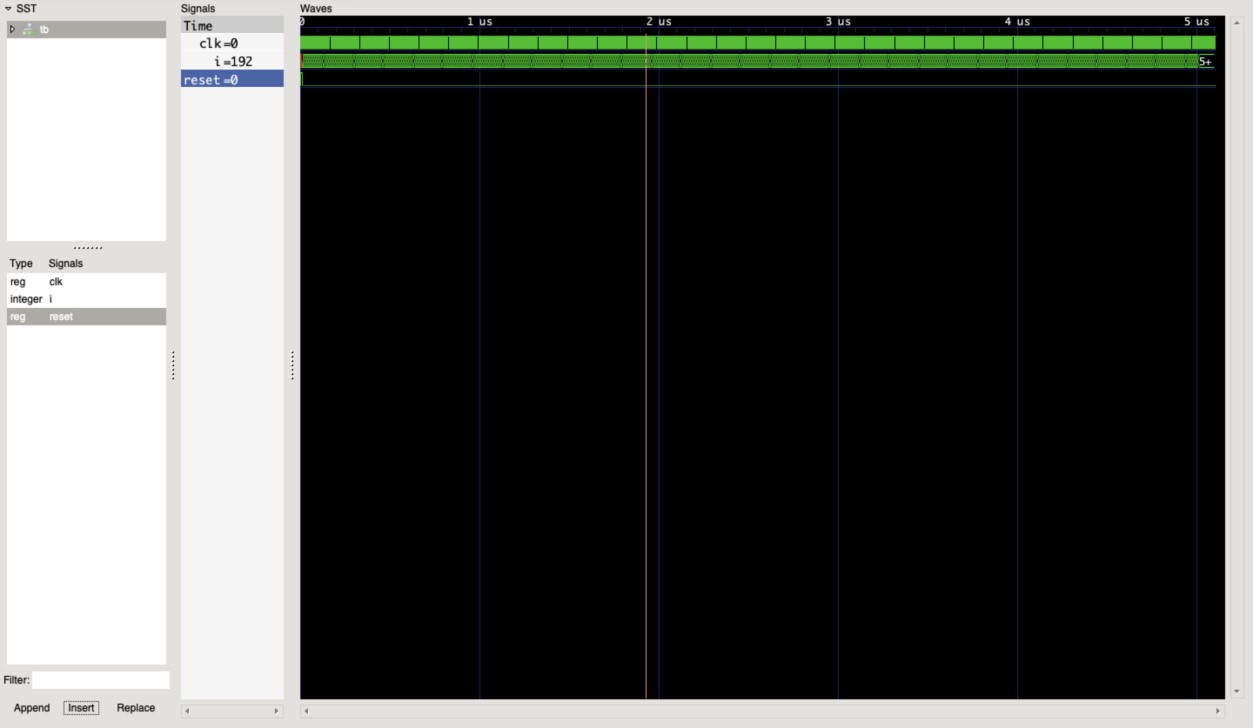 SST
tb
Type Signals
reg clk
integer i
reg reset
Filter:
Append Insert Replace
Signals
Time
clk=0
i=192
reset=0
Waves
0 1 us 2 us 3 us 4 us 5 us
5+